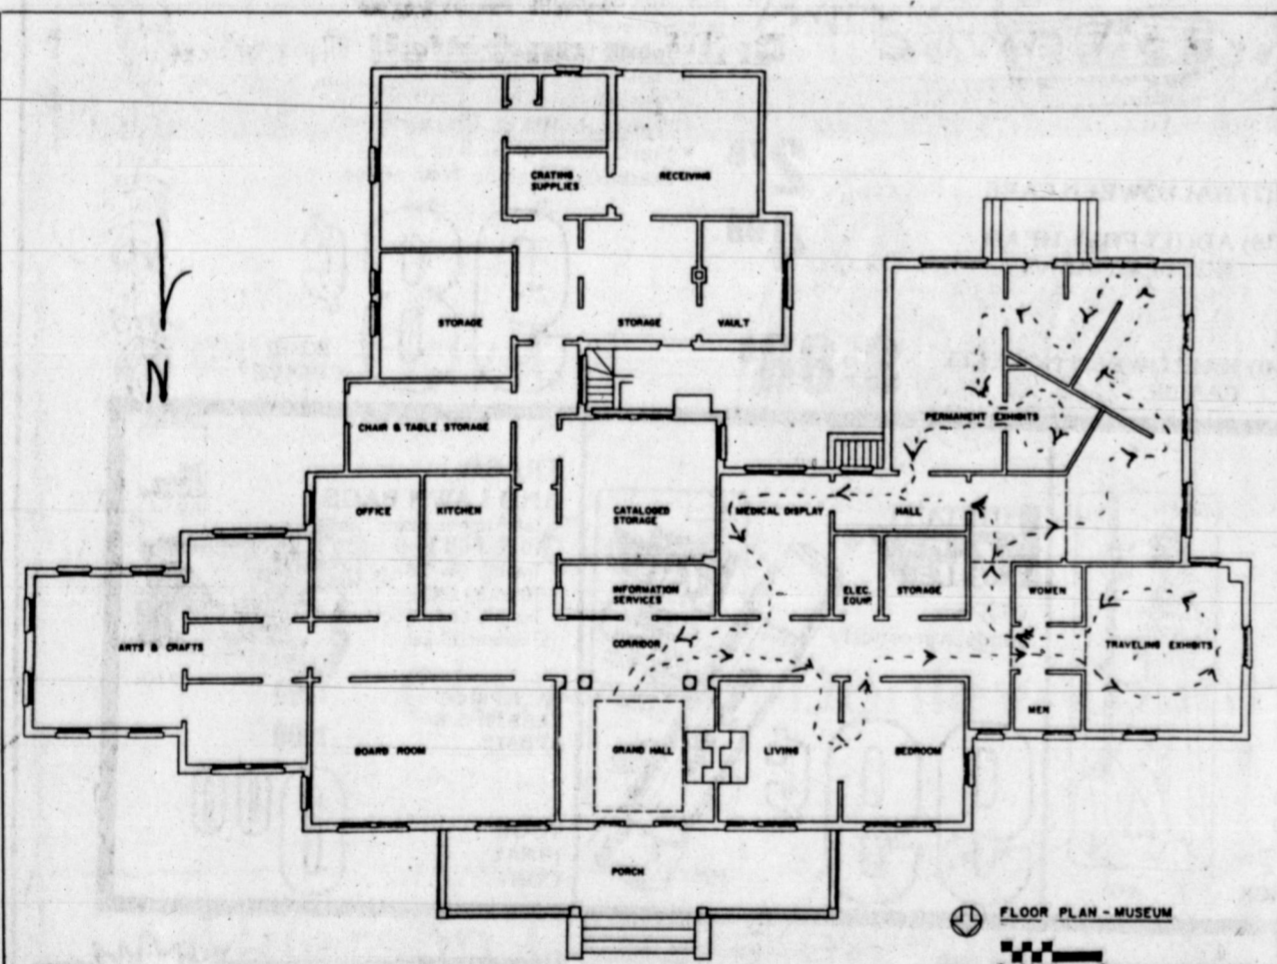 CRATING
SUPPLIES
RECEIVING
STORAGE
STORAGE
VAULT
N
CHAIR & TABLE STORAGE
PERMANENT EXHIBITS
OFFICE
KITCHEN
CATALOGED
STORAGE
MEDICAL DISPLAY
HALL
INFORMATION
SERVICES
ELEC.
EQUIP.
STORAGE
WOMEN
ARTS & CRAFTS
CORRIDOR
TRAVELING EXHIBITS
MEN
BOARD ROOM
GRAND HALL
LIVING
BEDROOM
PORCH
FLOOR PLAN - MUSEUM